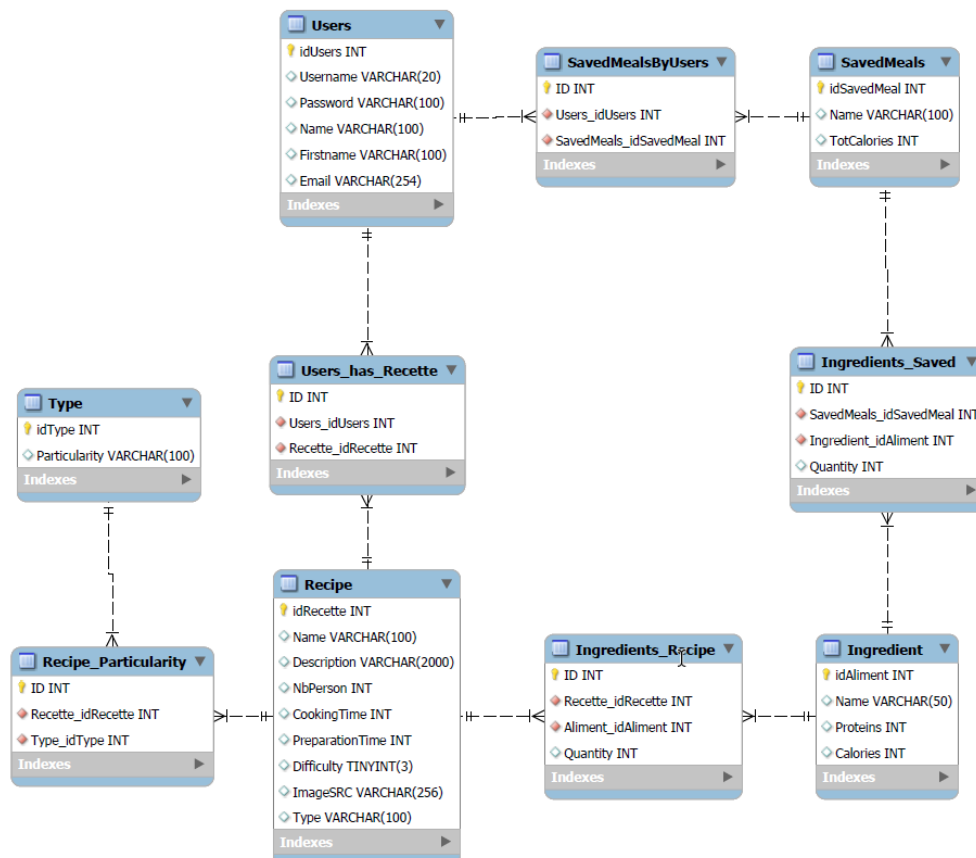 Users
idUsers INT
Username VARCHAR(20)
Password VARCHAR(100)
Name VARCHAR(100)
Firstname VARCHAR(100)
Email VARCHAR(254)
Indexes
SavedMealsByUsers
ID INT
Users_idUsers INT
SavedMeals_idSavedMeal INT
Indexes
SavedMeals
idSavedMeal INT
Name VARCHAR(100)
TotCalories INT
Indexes
Users_has_Recette
ID INT
Users_idUsers INT
Recette_idRecette INT
Indexes
Ingredients_Saved
ID INT
SavedMeals_idSavedMeal INT
Ingredient_idAliment INT
Quantity INT
Indexes
Type
idType INT
Particularity VARCHAR(100)
Indexes
Recipe_Particularity
ID INT
Recette_idRecette INT
Type_idType INT
Indexes
Recipe
idRecette INT
Name VARCHAR(100)
Description VARCHAR(2000)
NbPerson INT
CookingTime INT
PreparationTime INT
Difficulty TINYINT(3)
ImageSRC VARCHAR(256)
Type VARCHAR(100)
Indexes
Ingredients_Recipe
ID INT
Recette_idRecette INT
Aliment_idAliment INT
Quantity INT
Indexes
Ingredient
idAliment INT
Name VARCHAR(50)
Proteins INT
Calories INT
Indexes